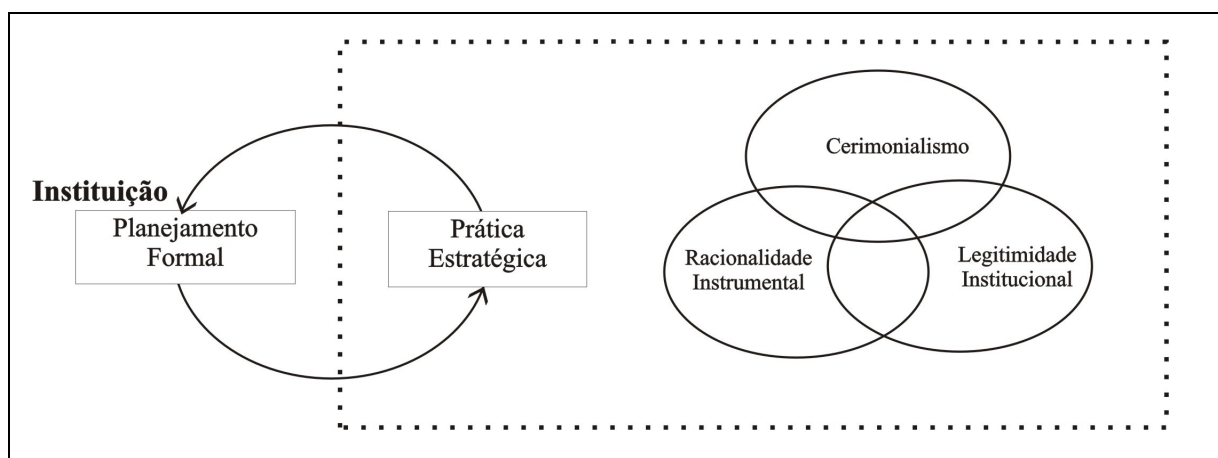 Instituição
Planejamento
Formal
Prática
Estratégica
Cerimonialismo
Racionalidade
Instrumental
Legitimidade
Institucional